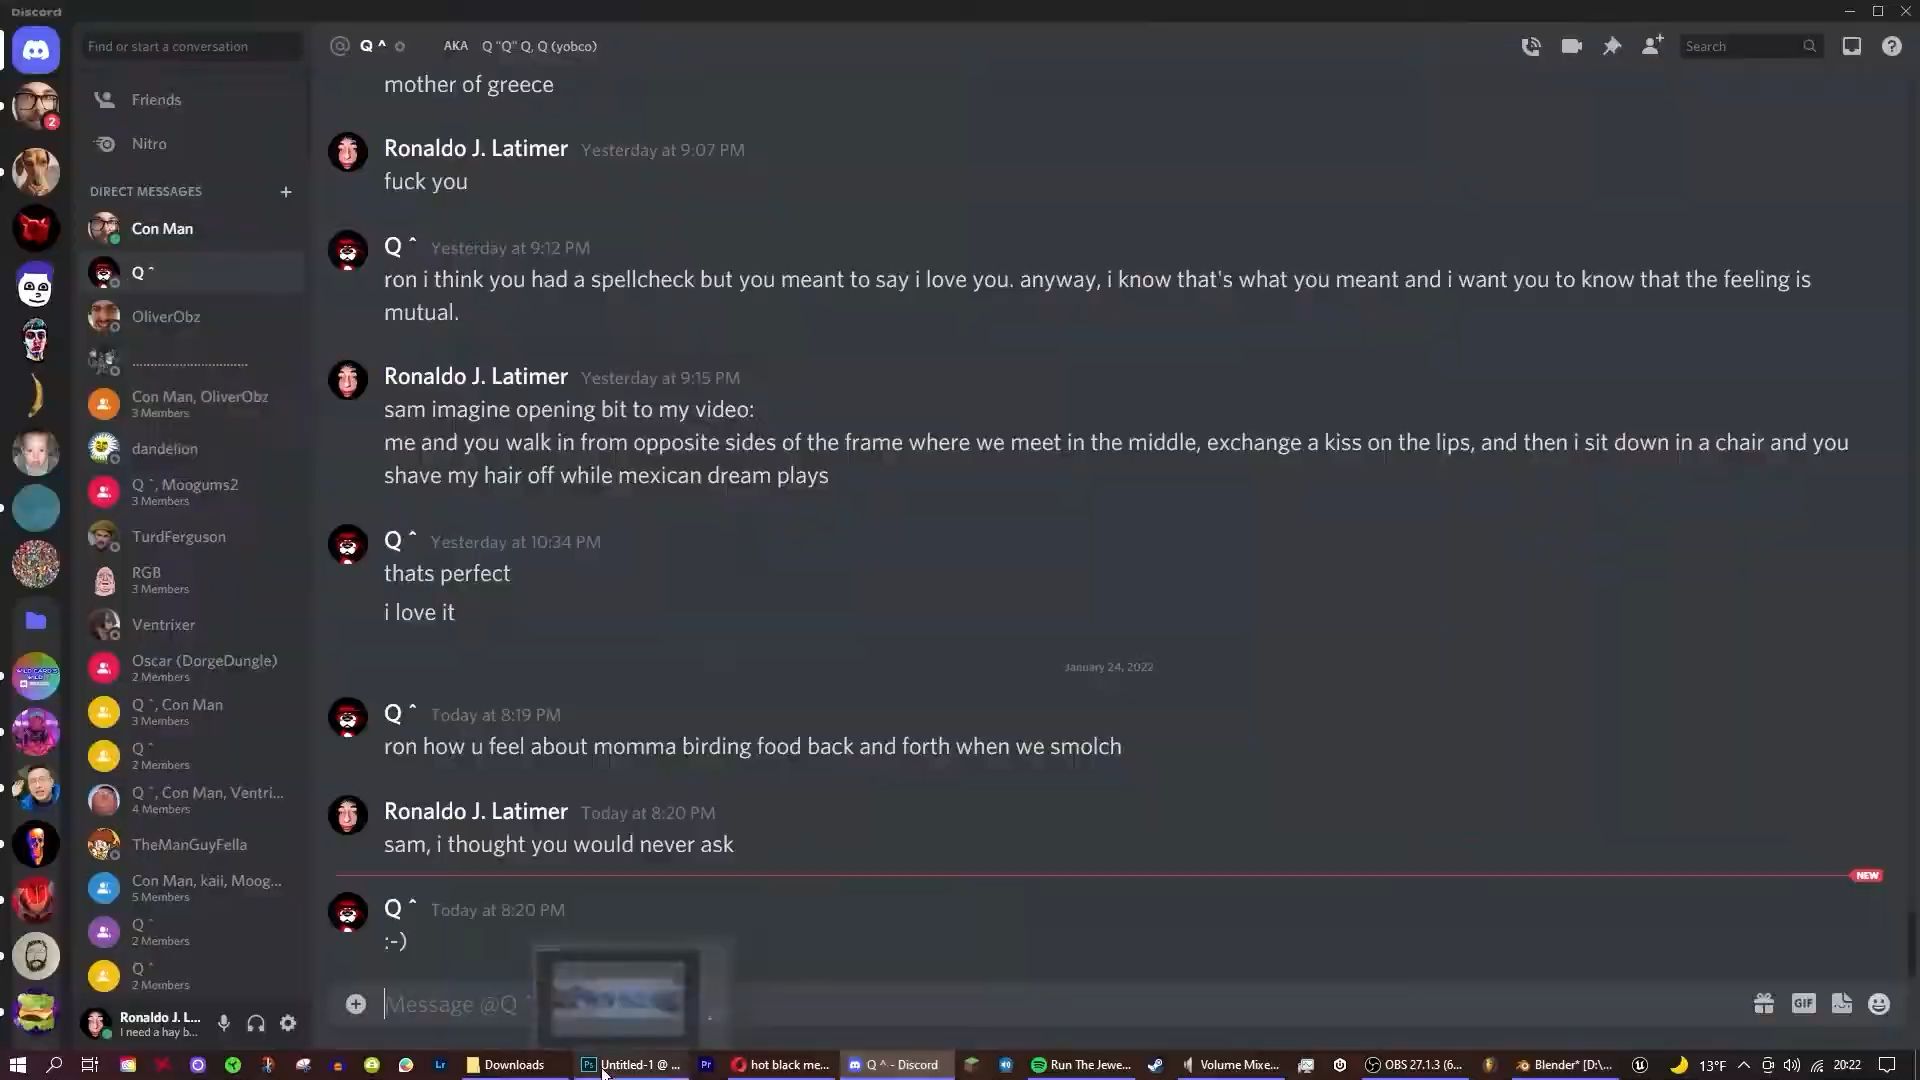 Discord
Find or start a conversation
Q ^
AKA Q "Q" Q, Q (yobco)
Search
2
Friends
Nitro
DIRECT MESSAGES
Con Man
Q ^
OliverObz
..............................
Con Man, OliverObz
3 Members
dandelion
Q ^, Moogums2
3 Members
TurdFerguson
RGB
3 Members
Ventrixer
Oscar (DorgeDungle)
2 Members
Q ^, Con Man
3 Members
Q ^
2 Members
Q ^, Con Man, Ventri...
4 Members
TheManGuyFella
Con Man, kaii, Moog...
5 Members
Q ^
2 Members
Q ^
2 Members
Ronaldo J. L...
I need a hay b...
mother of greece
Ronaldo J. Latimer Yesterday at 9:07 PM
fuck you
Q ^ Yesterday at 9:12 PM
ron i think you had a spellcheck but you meant to say i love you. anyway, i know that's what you meant and i want you to know that the feeling is
mutual.
Ronaldo J. Latimer Yesterday at 9:15 PM
sam imagine opening bit to my video:
me and you walk in from opposite sides of the frame where we meet in the middle, exchange a kiss on the lips, and then i sit down in a chair and you
shave my hair off while mexican dream plays
Q ^ Yesterday at 10:34 PM
thats perfect
i love it
January 24, 2022
Q ^ Today at 8:19 PM
ron how u feel about momma birding food back and forth when we smolch
Ronaldo J. Latimer Today at 8:20 PM
sam, i thought you would never ask
NEW
Q ^ Today at 8:20 PM
:-)
Message @Q ^
GIF
Lr
Downloads
Ps
Untitled-1 @ ...
Pr
hot black me...
Q ^ - Discord
Run The Jewe...
Volume Mixe...
OBS 27.1.3 (6...
Blender* [D:\...
13°F
20:22